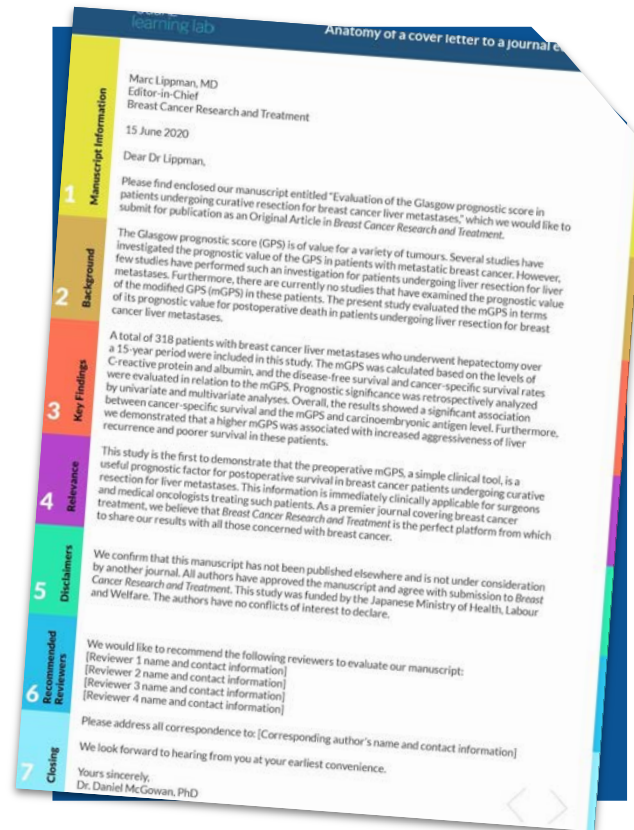 learning lab
Anatomy of a cover letter to a journal
1 Manuscript Information
Marc Lippman, MD
Editor-in-Chief
Breast Cancer Research and Treatment
15 June 2020
Dear Dr Lippman,
Please find enclosed our manuscript entitled "Evaluation of the Glasgow prognostic score in
patients undergoing curative resection for breast cancer liver metastases," which we would like to
submit for publication as an Original Article in Breast Cancer Research and Treatment.
2 Background
The Glasgow prognostic score (GPS) is of value for a variety of tumours. Several studies have
investigated the prognostic value of the GPS in patients with metastatic breast cancer. However,
few studies have performed such an investigation for patients undergoing liver resection for liver
metastases. Furthermore, there are currently no studies that have examined the prognostic value
of the modified GPS (mGPS) in these patients. The present study evaluated the mGPS in terms
of its prognostic value for postoperative death in patients undergoing liver resection for breast
cancer liver metastases.
3 Key Findings
A total of 318 patients with breast cancer liver metastases who underwent hepatectomy over
a 15-year period were included in this study. The mGPS was calculated based on the levels of
C-reactive protein and albumin, and the disease-free survival and cancer-specific survival rates
were evaluated in relation to the mGPS. Prognostic significance was retrospectively analyzed
by univariate and multivariate analyses. Overall, the results showed a significant association
between cancer-specific survival and the mGPS and carcinoembryonic antigen level. Furthermore,
we demonstrated that a higher mGPS was associated with increased aggressiveness of liver
recurrence and poorer survival in these patients.
4 Relevance
This study is the first to demonstrate that the preoperative mGPS, a simple clinical tool, is a
useful prognostic factor for postoperative survival in breast cancer patients undergoing curative
resection for liver metastases. This information is immediately clinically applicable for surgeons
and medical oncologists treating such patients. As a premier journal covering breast cancer
treatment, we believe that Breast Cancer Research and Treatment is the perfect platform from which
to share our results with all those concerned with breast cancer.
5 Disclaimers
We confirm that this manuscript has not been published elsewhere and is not under consideration
by another journal. All authors have approved the manuscript and agree with submission to Breast
Cancer Research and Treatment. This study was funded by the Japanese Ministry of Health, Labour
and Welfare. The authors have no conflicts of interest to declare.
6 Recommended
Reviewers
We would like to recommend the following reviewers to evaluate our manuscript:
[Reviewer 1 name and contact information]
[Reviewer 2 name and contact information]
[Reviewer 3 name and contact information]
[Reviewer 4 name and contact information]
Please address all correspondence to: [Corresponding author's name and contact information]
7 Closing
We look forward to hearing from you at your earliest convenience.
Yours sincerely,
Dr. Daniel McGowan, PhD